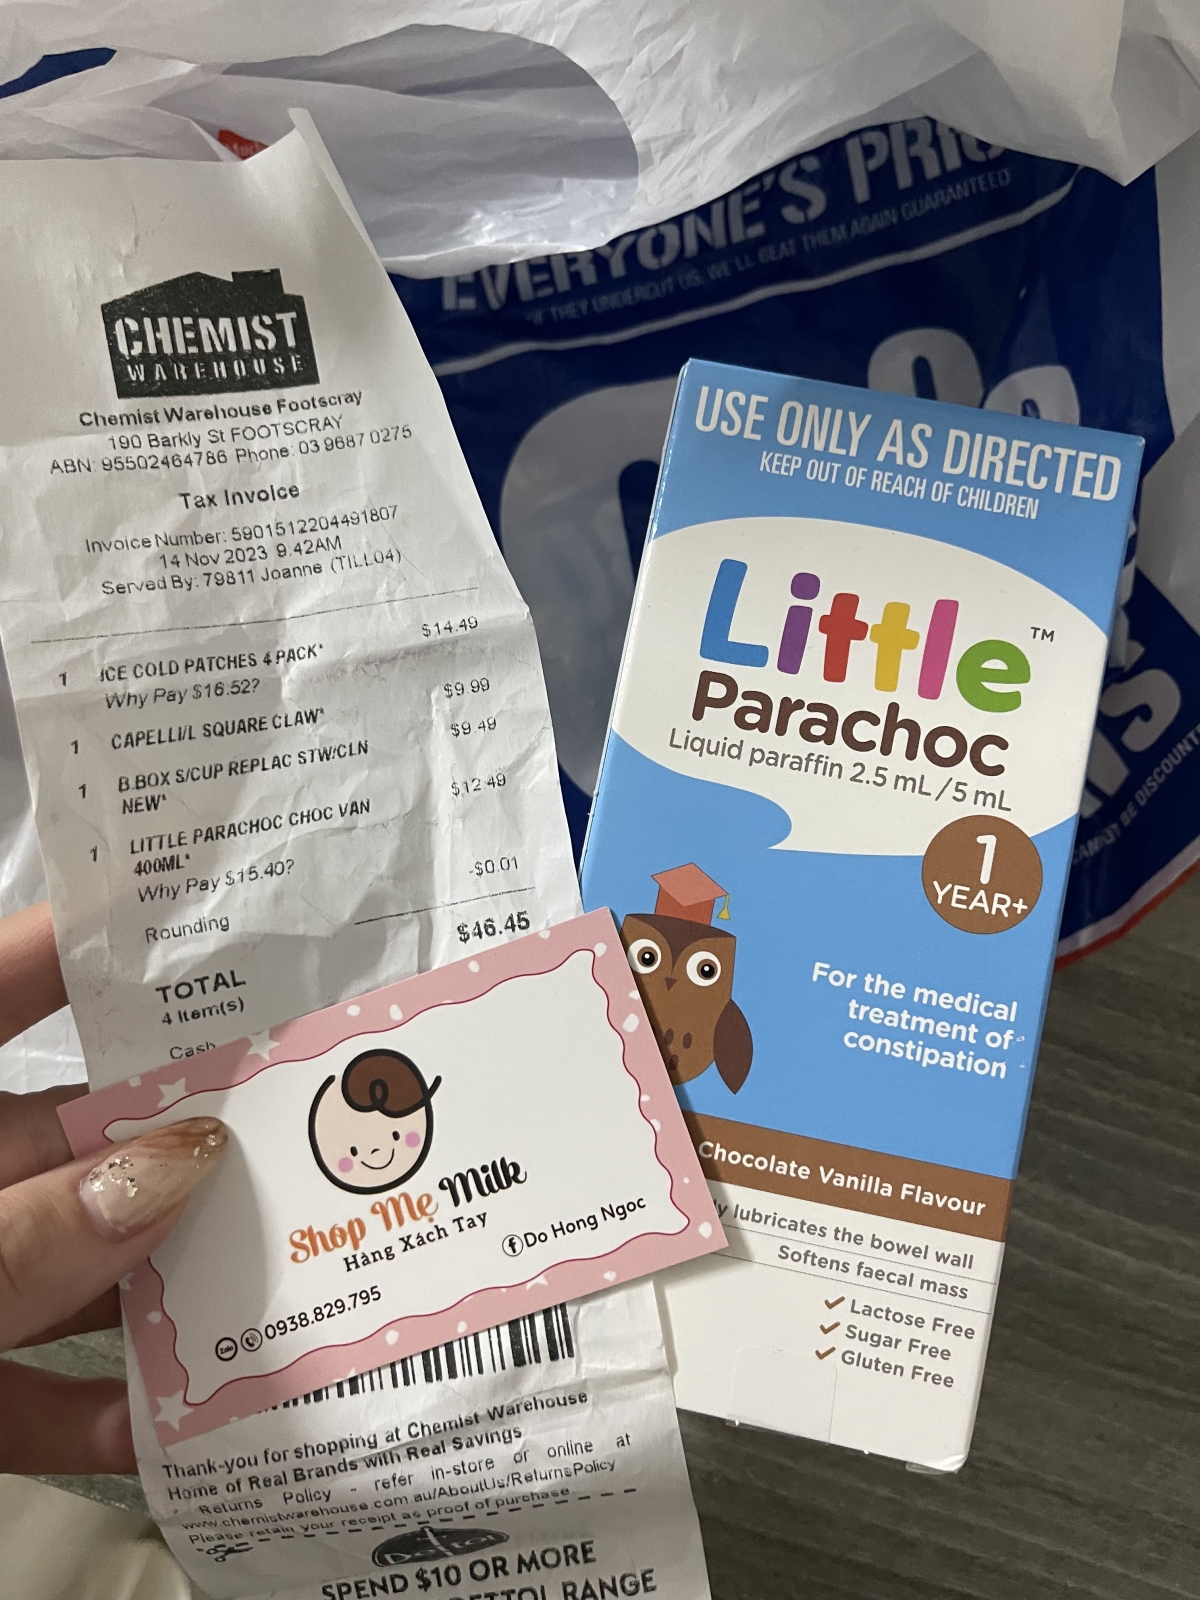 EVERYONE'S
"IF THEY UNDERCUT US, WE'LL BEAT THEM AGAIN GUARANTEED
CHEMIST
WAREHOUSE
Chemist Warehouse Footscray
190 Barkly St FOOTSCRAY
ABN: 95502464786 Phone: 03 9687 0275
Tax Invoice
Invoice Number: 5901512204491807
14 Nov 2023 9.42AM
Served By: 79811 Joanne (TILL04)
1 ICE COLD PATCHES 4 PACK* $14.49
Why Pay $16.52?
1 CAPELLI/L SQUARE CLAW* $9.99
1 B.BOX S/CUP REPLAC STW/CLN $9.49
NEW*
1 LITTLE PARACHOC CHOC VAN $12.49
400ML*
Why Pay $15.40?
Rounding -$0.01
TOTAL $46.45
4 Item(s)
Cash
Shop Mẹ Milk
Hàng Xách Tay
f Do Hong Ngoc
Zalo 0938.829.795
Thank-you for shopping at Chemist Warehouse
Home of Real Brands with Real Savings
* Returns Policy - refer in-store or online at
www.chemistwarehouse.com.au/AboutUs/ReturnsPolicy
Please retain your receipt as proof of purchase.
Dettol
SPEND $10 OR MORE
DETTOL RANGE
USE ONLY AS DIRECTED
KEEP OUT OF REACH OF CHILDREN
Little™
Parachoc
Liquid paraffin 2.5 mL/5 mL
1
YEAR+
For the medical
treatment of
constipation
Chocolate Vanilla Flavour
lubricates the bowel wall
Softens faecal mass
Lactose Free
Sugar Free
Gluten Free